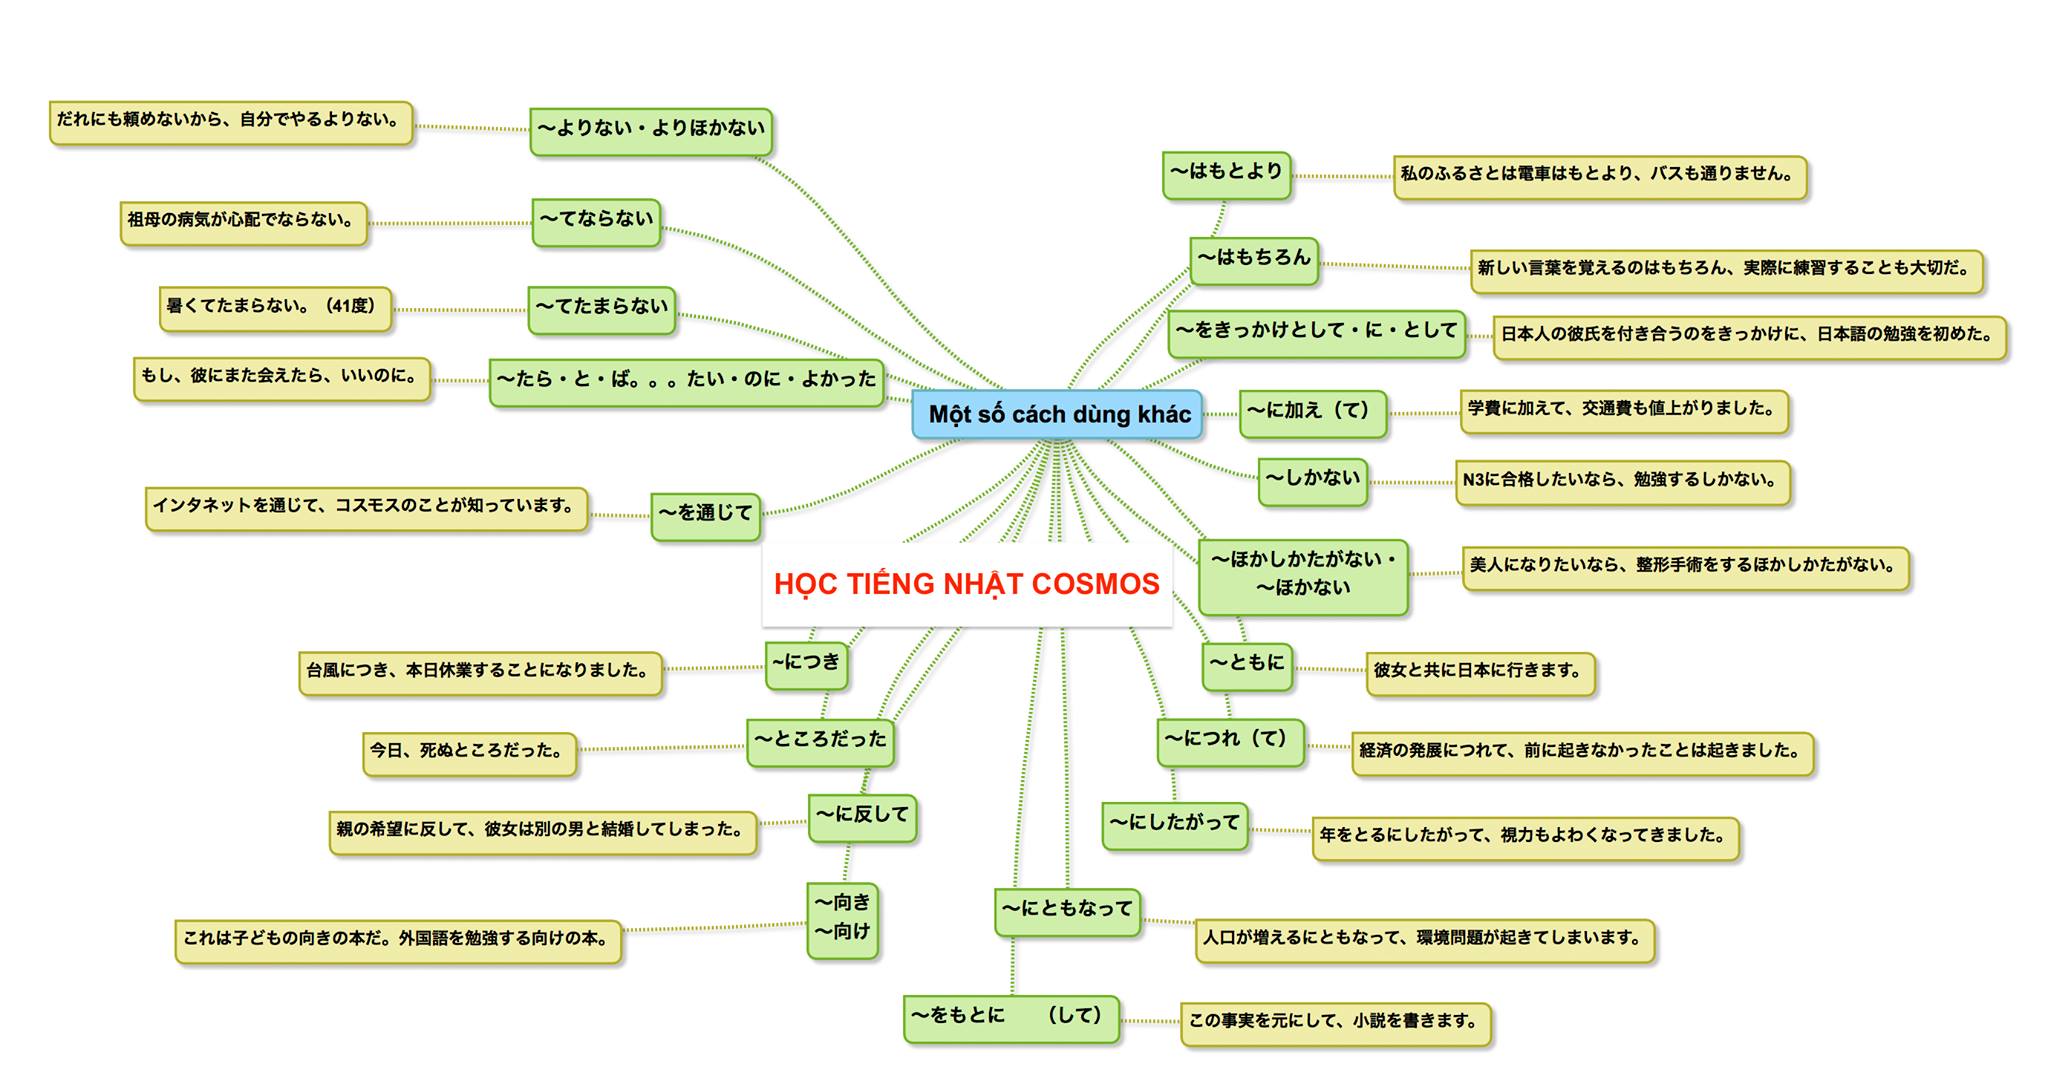 だれにも頼めないから、自分でやるよりない。
～よりない・よりほかない
祖母の病気が心配でならない。
～てならない
暑くてたまらない。（41度）
～てたまらない
もし、彼にまた会えたら、いいのに。
～たら・と・ば。。。たい・のに・よかった
インタネットを通じて、コスモスのことが知っています。
～を通じて
～はもとより
私のふるさとは電車はもとより、バスも通りません。
～はもちろん
新しい言葉を覚えるのはもちろん、実際に練習することも大切だ。
～をきっかけとして・に・として
日本人の彼氏を付き合うのをきっかけに、日本語の勉強を初めた。
Một số cách dùng khác
～に加え（て）
学費に加えて、交通費も値上がりました。
～しかない
N3に合格したいなら、勉強するしかない。
～ほかしかたがない・
～ほかない
美人になりたいなら、整形手術をするほかしかたがない。
HỌC TIẾNG NHẬT COSMOS
台風につき、本日休業することになりました。
~につき
～ともに
彼女と共に日本に行きます。
今日、死ぬところだった。
～ところだった
～につれ（て）
経済の発展につれて、前に起きなかったことは起きました。
親の希望に反して、彼女は別の男と結婚してしまった。
～に反して
～にしたがって
年をとるにしたがって、視力もよわくなってきました。
これは子どもの向きの本だ。外国語を勉強する向けの本。
～向き
～向け
～にともなって
人口が増えるにともなって、環境問題が起きてしまいます。
～をもとに　　（して）
この事実を元にして、小説を書きます。